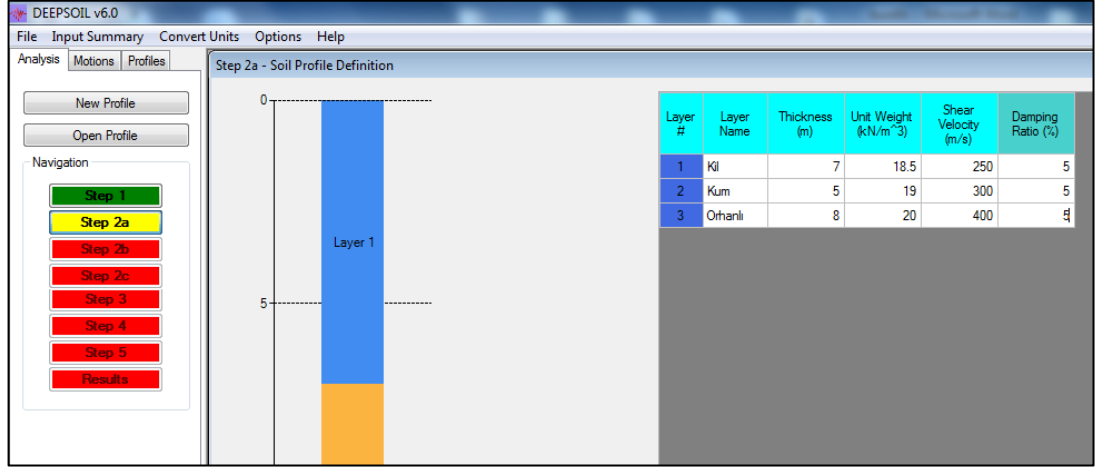 DEEPSOIL v6.0
File Input Summary Convert Units Options Help
Analysis Motions Profiles
New Profile
Open Profile
Navigation
Step 1
Step 2a
Step 2b
Step 2c
Step 3
Step 4
Step 5
Results
Step 2a - Soil Profile Definition
0
Layer 1
5
Layer # Layer Name Thickness (m) Unit Weight (kN/m^3) Shear Velocity (m/s) Damping Ratio (%)
1 Kil 7 18.5 250 5
2 Kum 5 19 300 5
3 Orhanlı 8 20 400 5